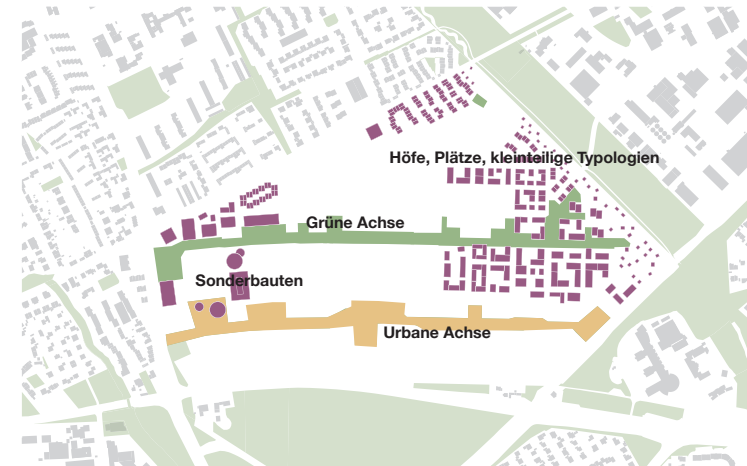 Höfe, Plätze, kleinteilige Typologien
Grüne Achse
Sonderbauten
Urbane Achse